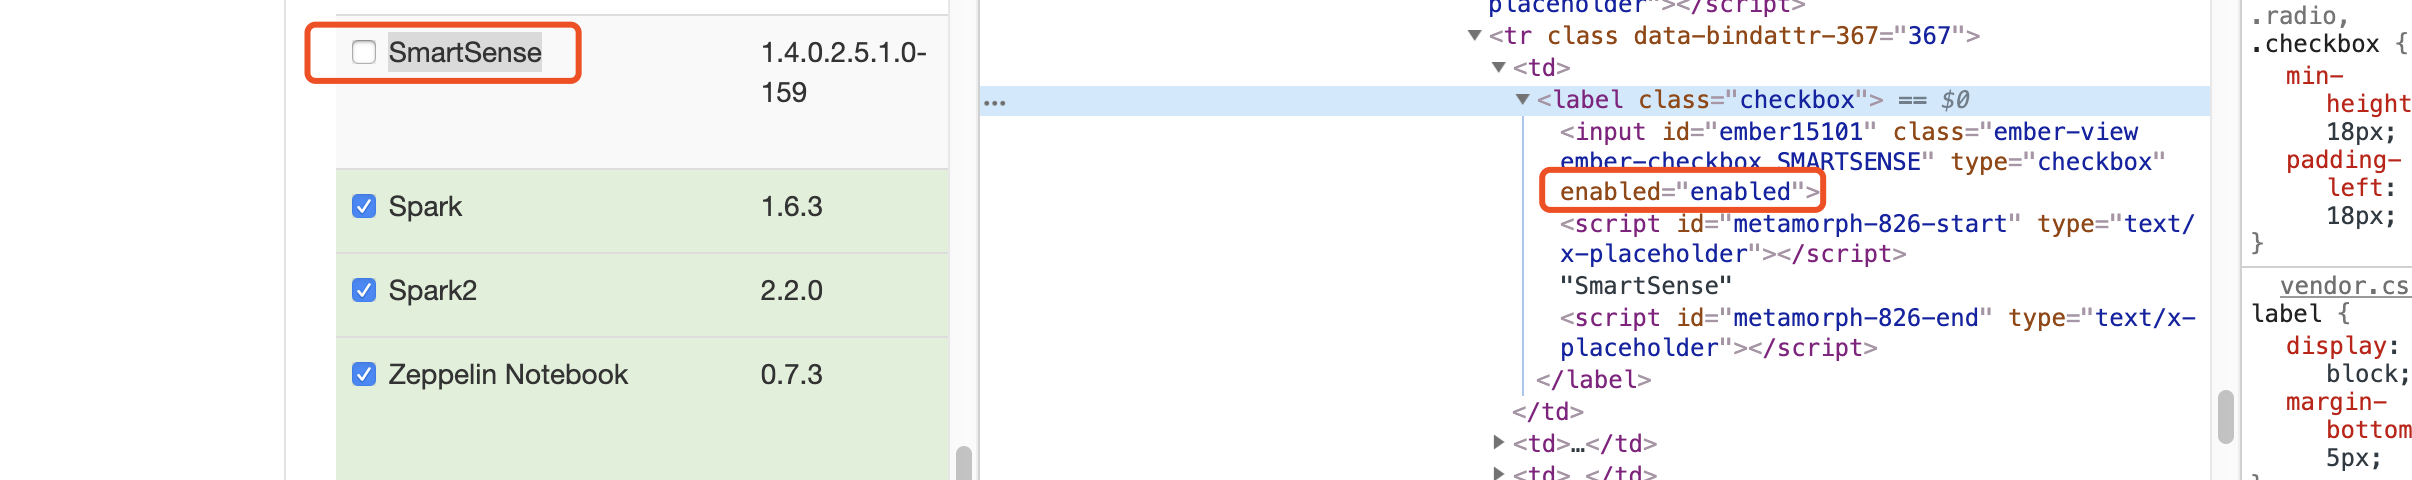 SmartSense 1.4.0.2.5.1.0-
159
Spark 1.6.3
Spark2 2.2.0
Zeppelin Notebook 0.7.3
placeholder"></script>
▼<tr class data-bindattr-367="367">
▼<td>
… ▼<label class="checkbox"> == $0
<input id="ember15101" class="ember-view
ember-checkbox SMARTSENSE" type="checkbox"
enabled="enabled">
<script id="metamorph-826-start" type="text/
x-placeholder"></script>
"SmartSense"
<script id="metamorph-826-end" type="text/x-
placeholder"></script>
</label>
</td>
▶<td>…</td>
▶<td>…</td>
.radio,
.checkbox {
min-
height
18px;
padding-
left:
18px;
}
vendor.cs
label {
display:
block;
margin-
bottom
5px;
}